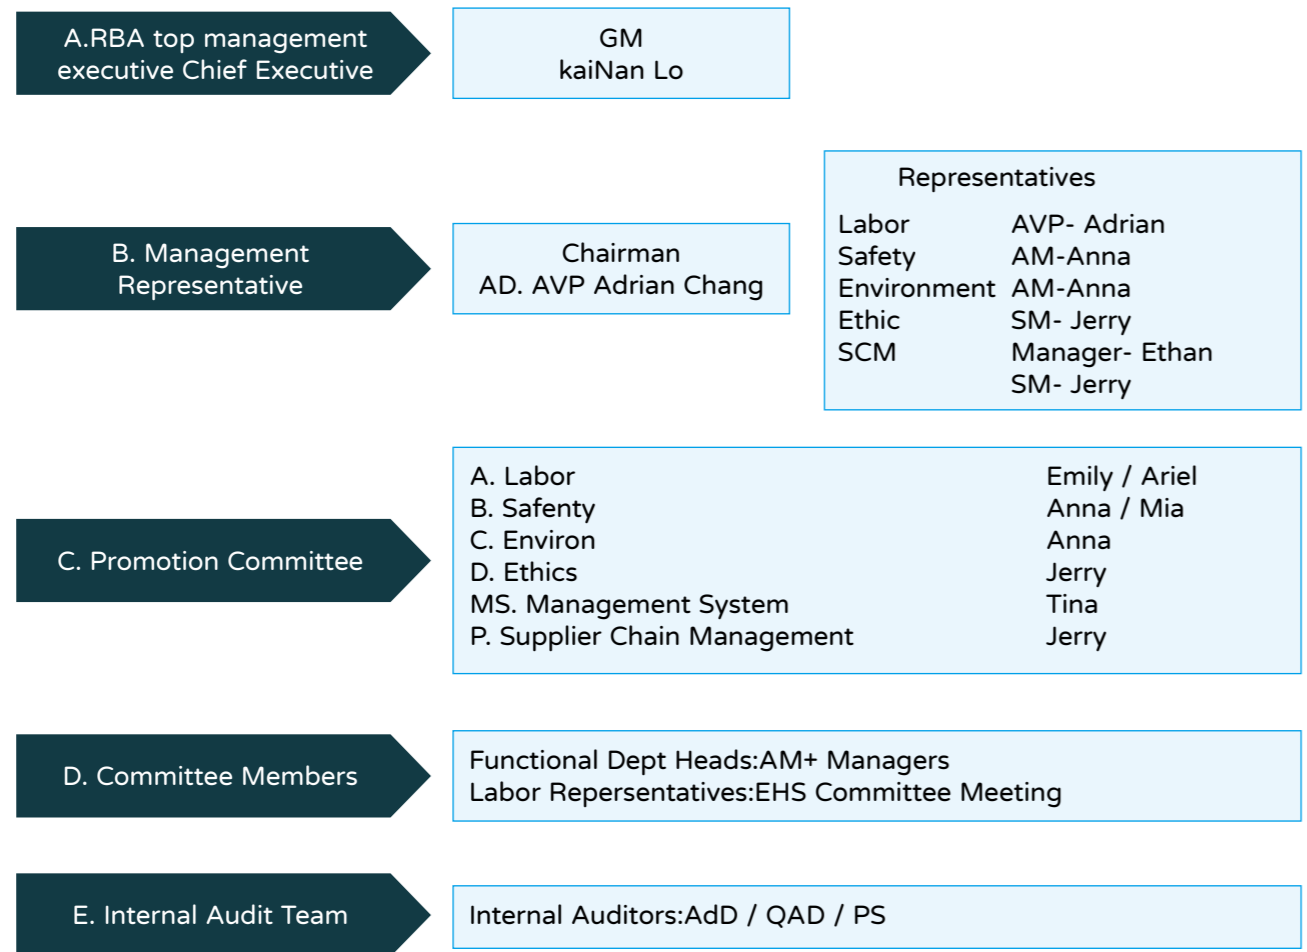 A.RBA top management
executive Chief Executive
GM
kaiNan Lo
B. Management
Representative
Chairman
AD. AVP Adrian Chang
Representatives
Labor AVP- Adrian
Safety AM-Anna
Environment AM-Anna
Ethic SM- Jerry
SCM Manager- Ethan
SM- Jerry
C. Promotion Committee
A. Labor Emily / Ariel
B. Safenty Anna / Mia
C. Environ Anna
D. Ethics Jerry
MS. Management System Tina
P. Supplier Chain Management Jerry
D. Committee Members
Functional Dept Heads:AM+ Managers
Labor Repersentatives:EHS Committee Meeting
E. Internal Audit Team
Internal Auditors:AdD / QAD / PS